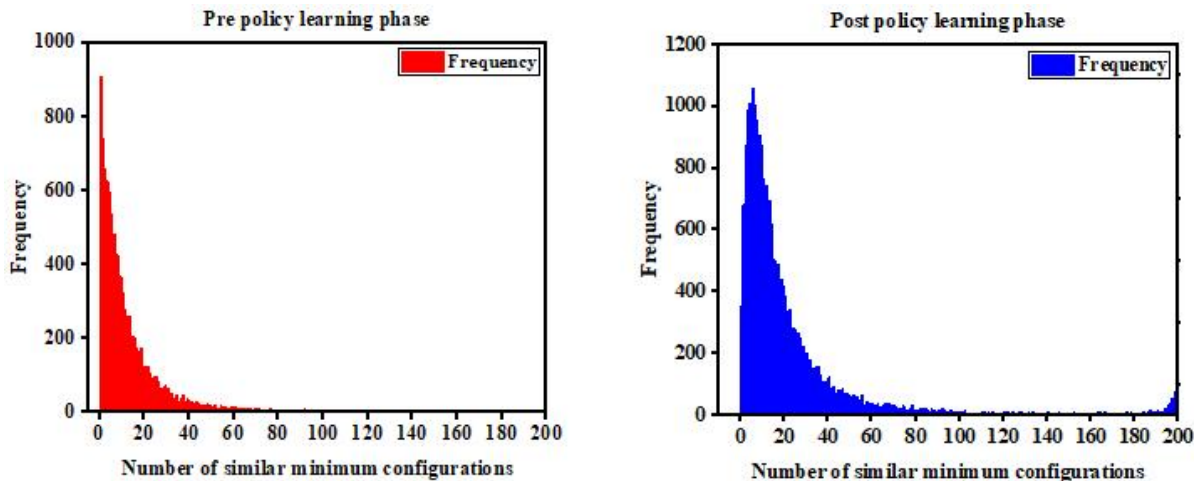 Pre policy learning phase
1000
800
600
400
200
0
Frequency
Frequency
0 20 40 60 80 100 120 140 160 180 200
Number of similar minimum configurations
Post policy learning phase
1200
1000
800
600
400
200
0
Frequency
Frequency
0 20 40 60 80 100 120 140 160 180 200
Number of similar minimum configurations